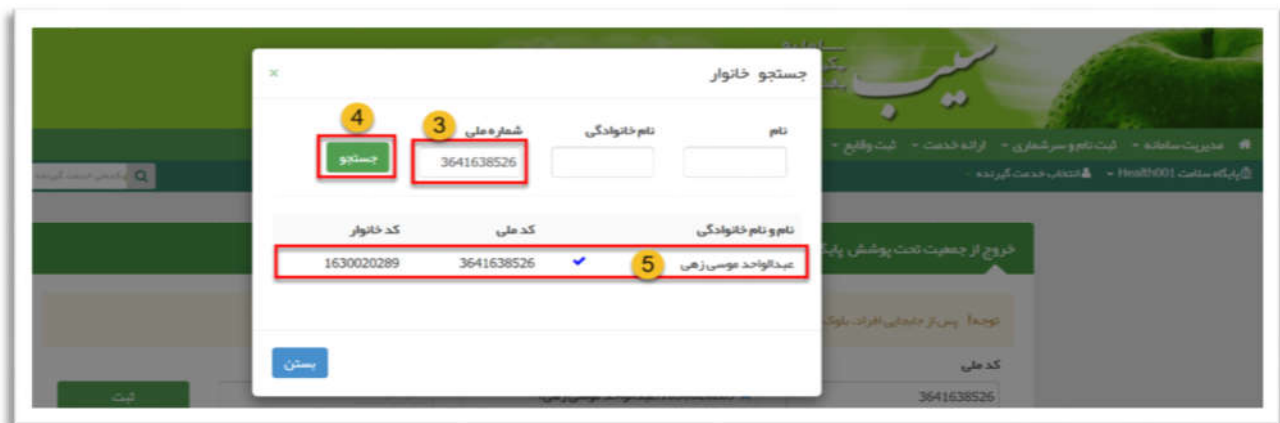 سیب
جستجو خانوار
×
نام
نام خانوادگی
شماره ملی
3
4
3641638526
جستجو
مدیریت سامانه
ثبت نام و سرشماری
ارائه خدمت
ثبت وقایع
پایگاه سلامت Health001
انتخاب خدمت گیرنده
نام و نام خانوادگی
کد ملی
کد خانوار
عبدالواحد موسی زهی
5
3641638526
1630020289
خروج از جمعیت تحت پوشش
توجه! پس از جابجایی افراد، بلوک
بستن
کد ملی
3641638526
ثبت